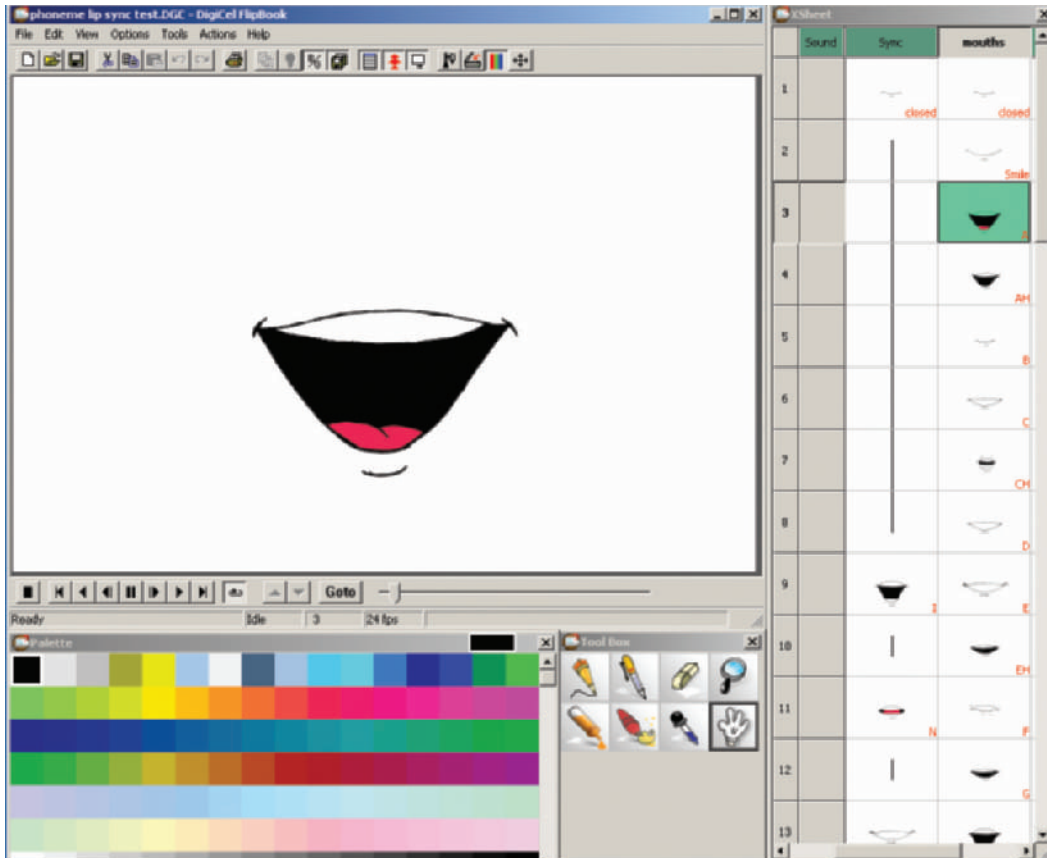 phoneme lip sync test.DGC - DigiCel FlipBook
File Edit View Options Tools Actions Help
Goto
Ready Idle 3 24 fps
Palette
Tool Box
XSheet
Sound Sync mouths
1 closed closed
2 Smile
3 A
4 AH
5 B
6 C
7 CH
8 D
9 I E
10 EH
11 N F
12 G
13